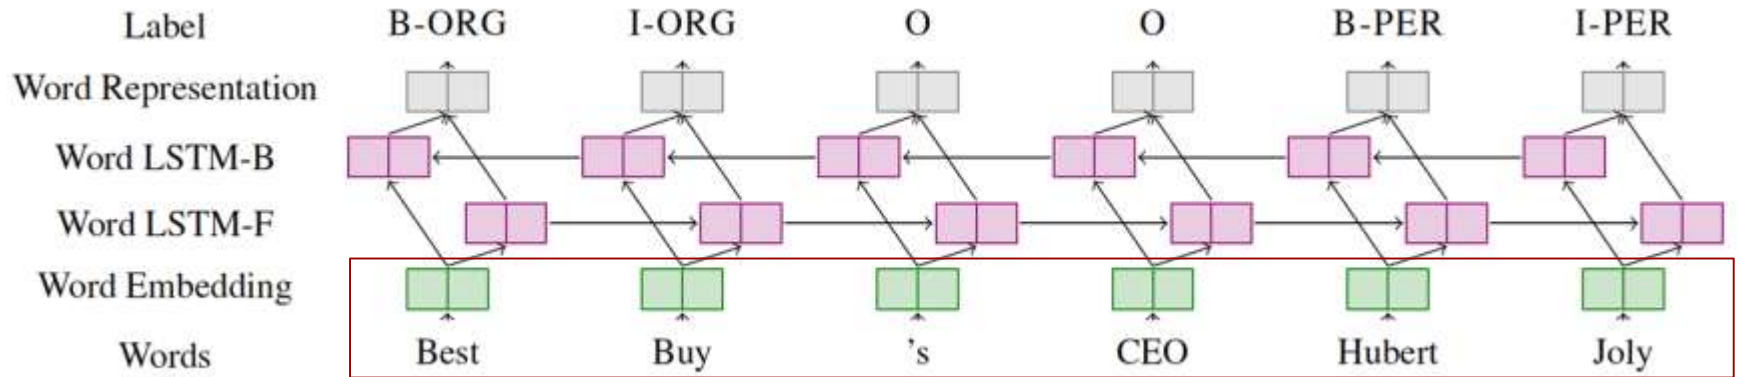 Label B-ORG I-ORG O O B-PER I-PER
Word Representation
Word LSTM-B
Word LSTM-F
Word Embedding
Words Best Buy 's CEO Hubert Joly